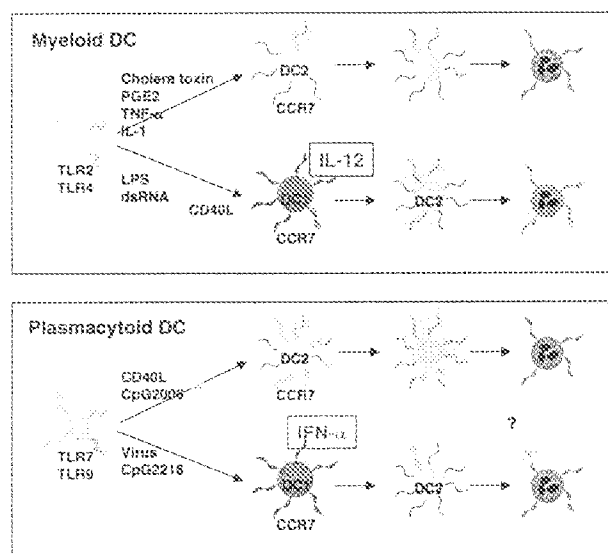 Myeloid DC
Cholera toxin
PGE2
TNF-α
IL-1
TLR2
TLR4
LPS
dsRNA
CD40L
DC2
CCR7
IL-12
CCR7
DC2
Plasmacytoid DC
CD40L
CpG2006
TLR7
TLR9
Virus
CpG2216
DC2
CCR7
IFN-α
DC1
CCR7
DC2
?